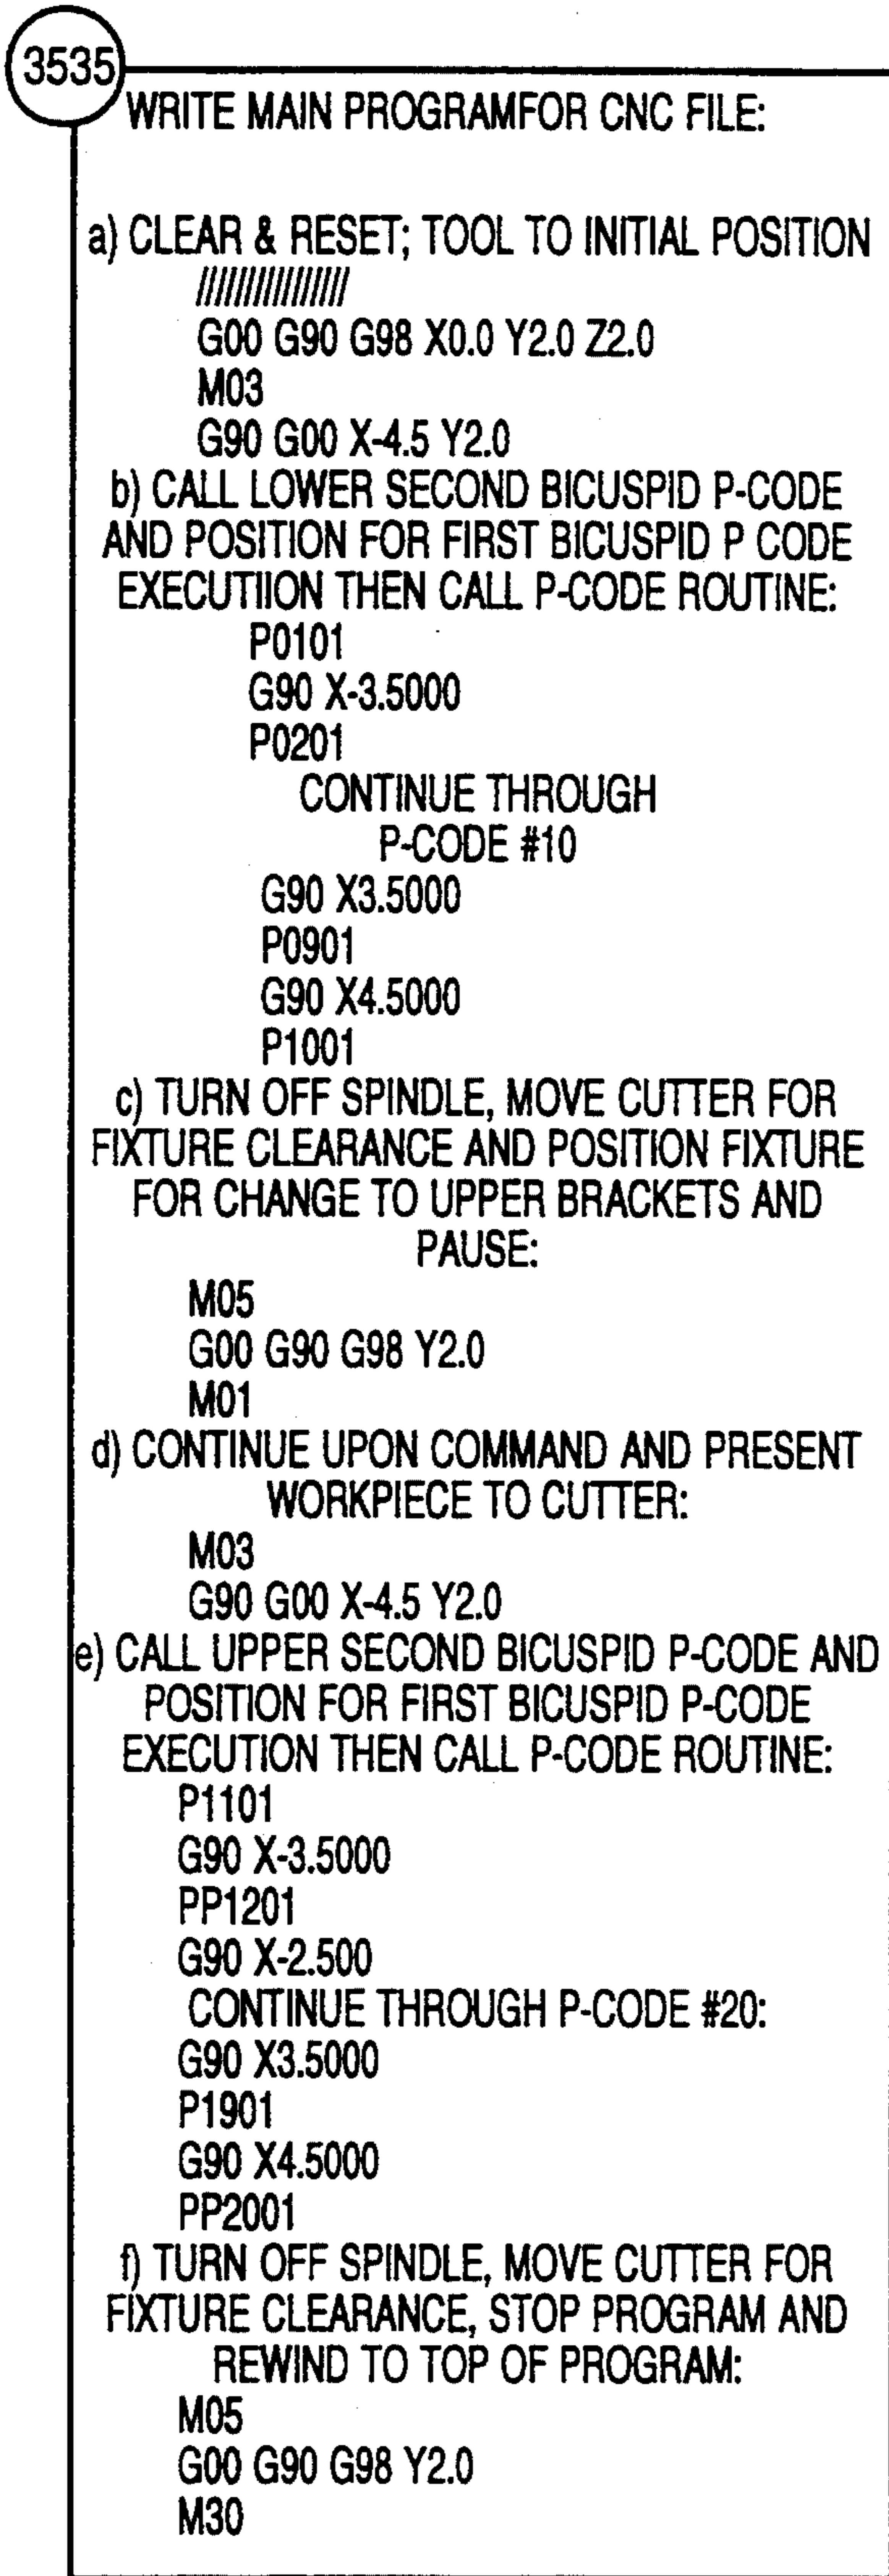 3535
WRITE MAIN PROGRAMFOR CNC FILE:
a) CLEAR & RESET; TOOL TO INITIAL POSITION
////////////////
G00 G90 G98 X0.0 Y2.0 Z2.0
M03
G90 G00 X-4.5 Y2.0
b) CALL LOWER SECOND BICUSPID P-CODE
AND POSITION FOR FIRST BICUSPID P CODE
EXECUTIION THEN CALL P-CODE ROUTINE:
P0101
G90 X-3.5000
P0201
CONTINUE THROUGH
P-CODE #10
G90 X3.5000
P0901
G90 X4.5000
P1001
c) TURN OFF SPINDLE, MOVE CUTTER FOR
FIXTURE CLEARANCE AND POSITION FIXTURE
FOR CHANGE TO UPPER BRACKETS AND
PAUSE:
M05
G00 G90 G98 Y2.0
M01
d) CONTINUE UPON COMMAND AND PRESENT
WORKPIECE TO CUTTER:
M03
G90 G00 X-4.5 Y2.0
e) CALL UPPER SECOND BICUSPID P-CODE AND
POSITION FOR FIRST BICUSPID P-CODE
EXECUTION THEN CALL P-CODE ROUTINE:
P1101
G90 X-3.5000
PP1201
G90 X-2.500
CONTINUE THROUGH P-CODE #20:
G90 X3.5000
P1901
G90 X4.5000
PP2001
f) TURN OFF SPINDLE, MOVE CUTTER FOR
FIXTURE CLEARANCE, STOP PROGRAM AND
REWIND TO TOP OF PROGRAM:
M05
G00 G90 G98 Y2.0
M30